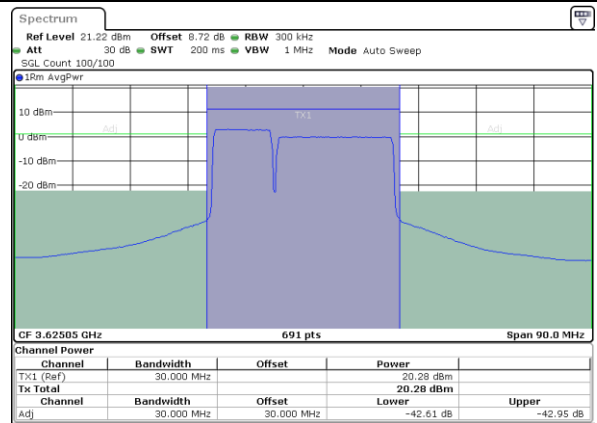 Spectrum
Ref Level 21.22 dBm Offset 8.72 dB RBW 300 kHz
Att 30 dB SWT 200 ms VBW 1 MHz Mode Auto Sweep
SGL Count 100/100
1Rm AvgPwr
10 dBm
TX1
Adj Adj
0 dBm
-10 dBm
-20 dBm
CF 3.62505 GHz 691 pts Span 90.0 MHz
Channel Power
Channel Bandwidth Offset Power
TX1 (Ref) 30.000 MHz 20.28 dBm
Tx Total 20.28 dBm
Channel Bandwidth Offset Lower Upper
Adj 30.000 MHz 30.000 MHz -42.61 dB -42.95 dB